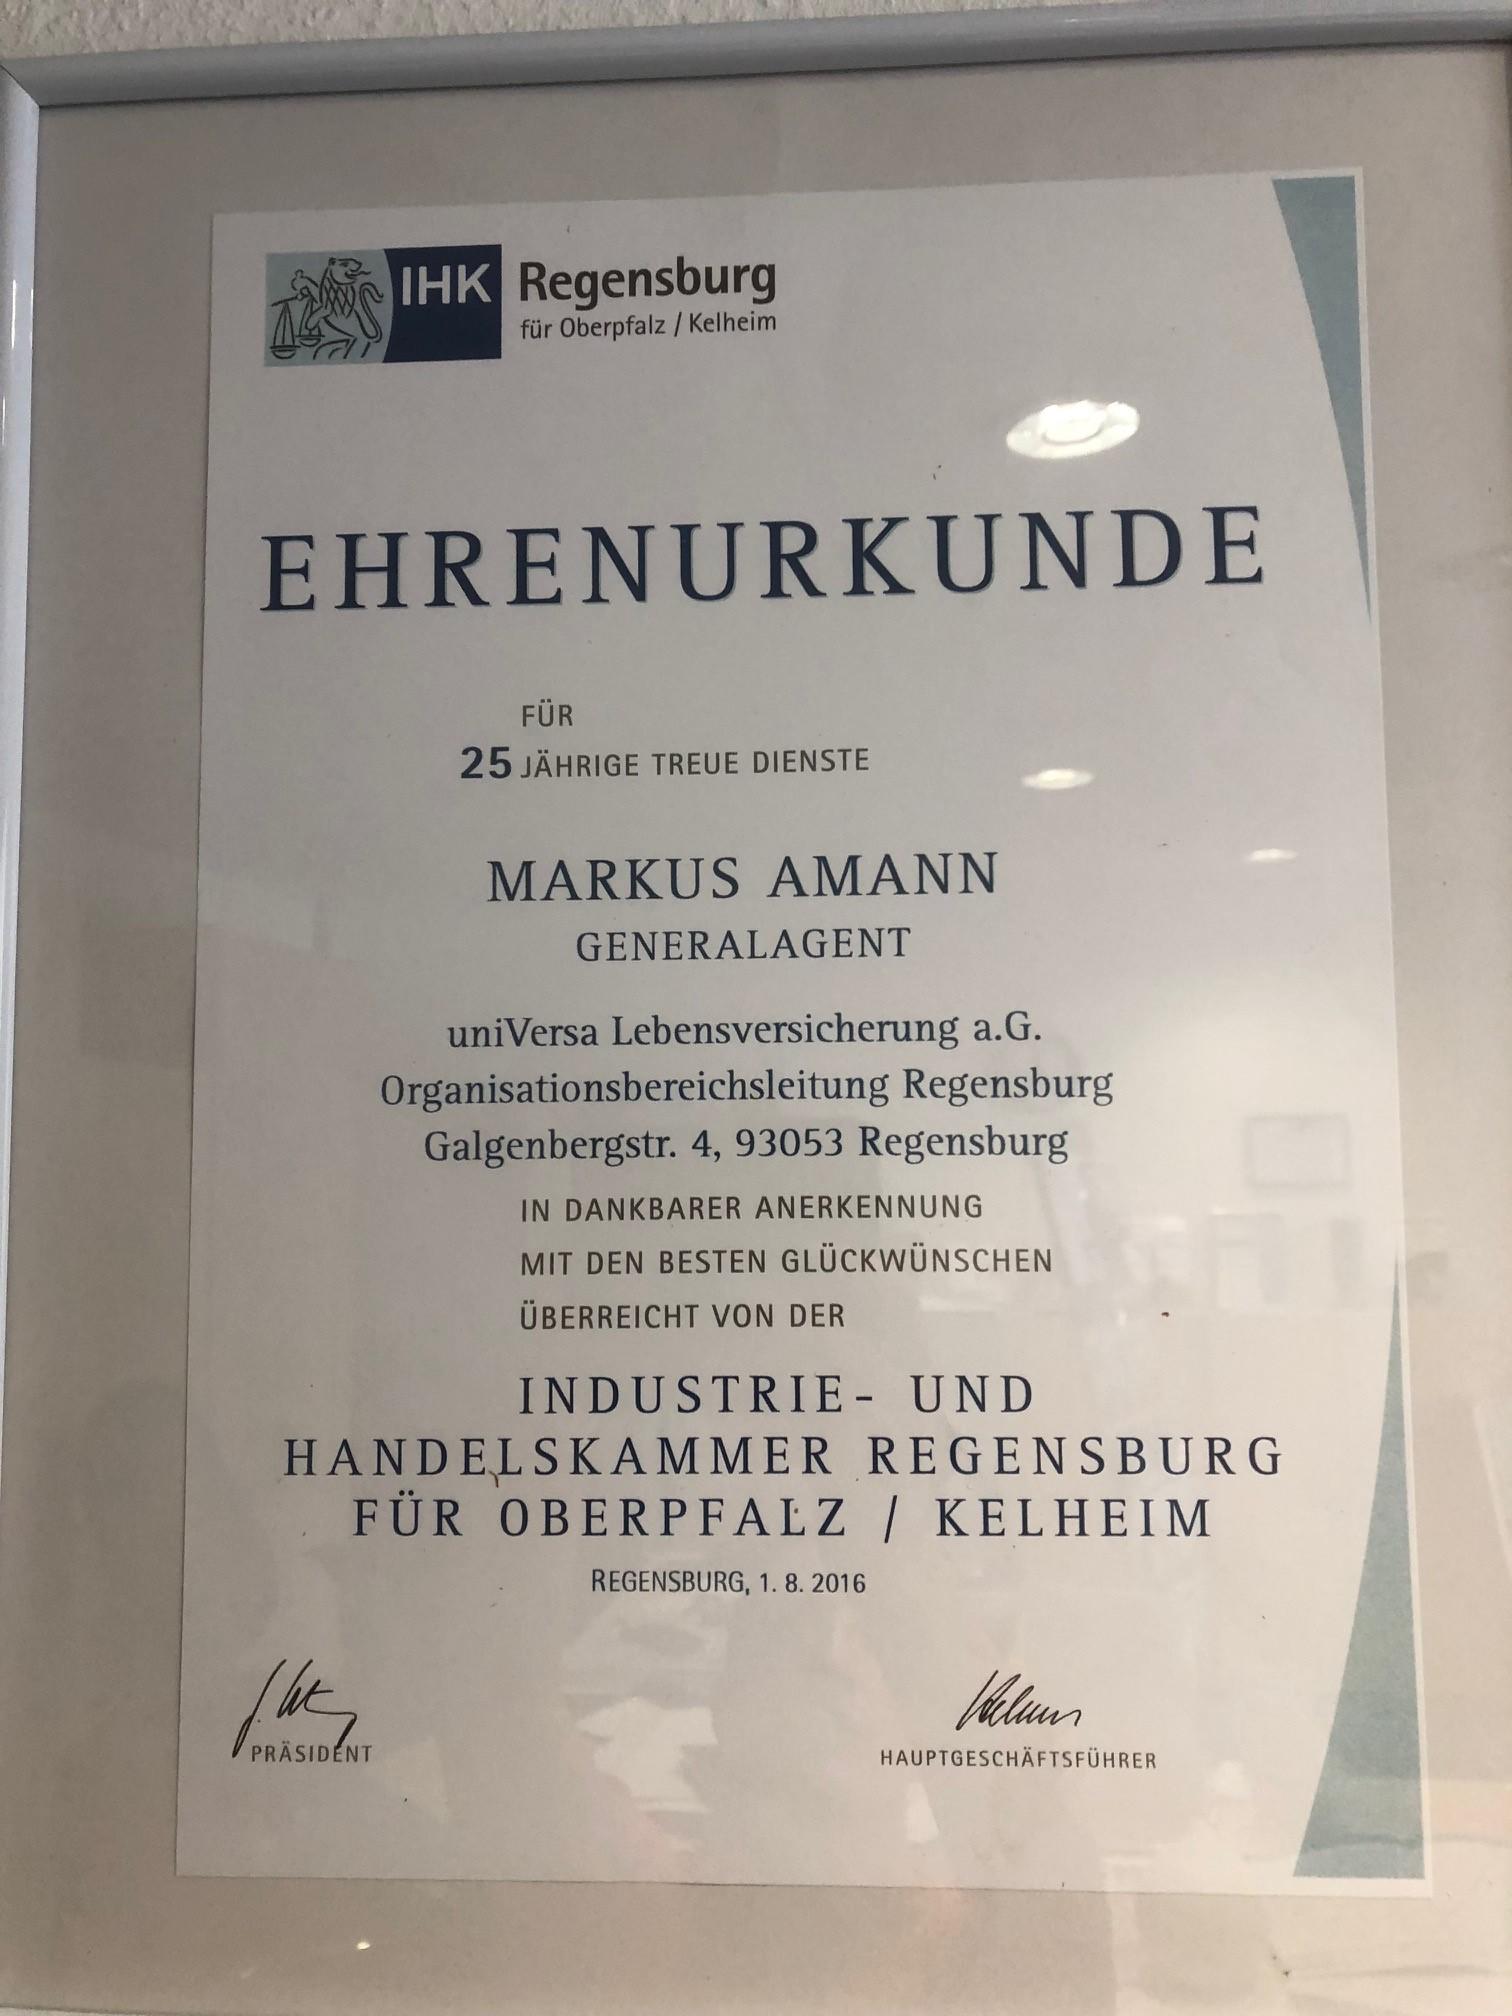 IHK Regensburg
für Oberpfalz / Kelheim
EHRENURKUNDE
FÜR
25 JÄHRIGE TREUE DIENSTE
MARKUS AMANN
GENERALAGENT
uniVersa Lebensversicherung a.G.
Organisationsbereichsleitung Regensburg
Galgenbergstr. 4, 93053 Regensburg
IN DANKBARER ANERKENNUNG
MIT DEN BESTEN GLÜCKWÜNSCHEN
ÜBERREICHT VON DER
INDUSTRIE- UND
HANDELSKAMMER REGENSBURG
FÜR OBERPFALZ / KELHEIM
REGENSBURG, 1. 8. 2016
PRÄSIDENT
HAUPTGESCHÄFTSFÜHRER